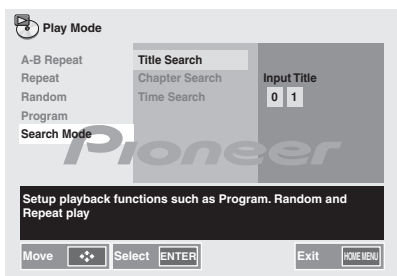 Play Mode
A-B Repeat
Repeat
Random
Program
Search Mode
Title Search
Chapter Search
Time Search
Input Title
0 1
Pioneer
Setup playback functions such as Program. Random and
Repeat play
Move Select ENTER Exit HOME MENU